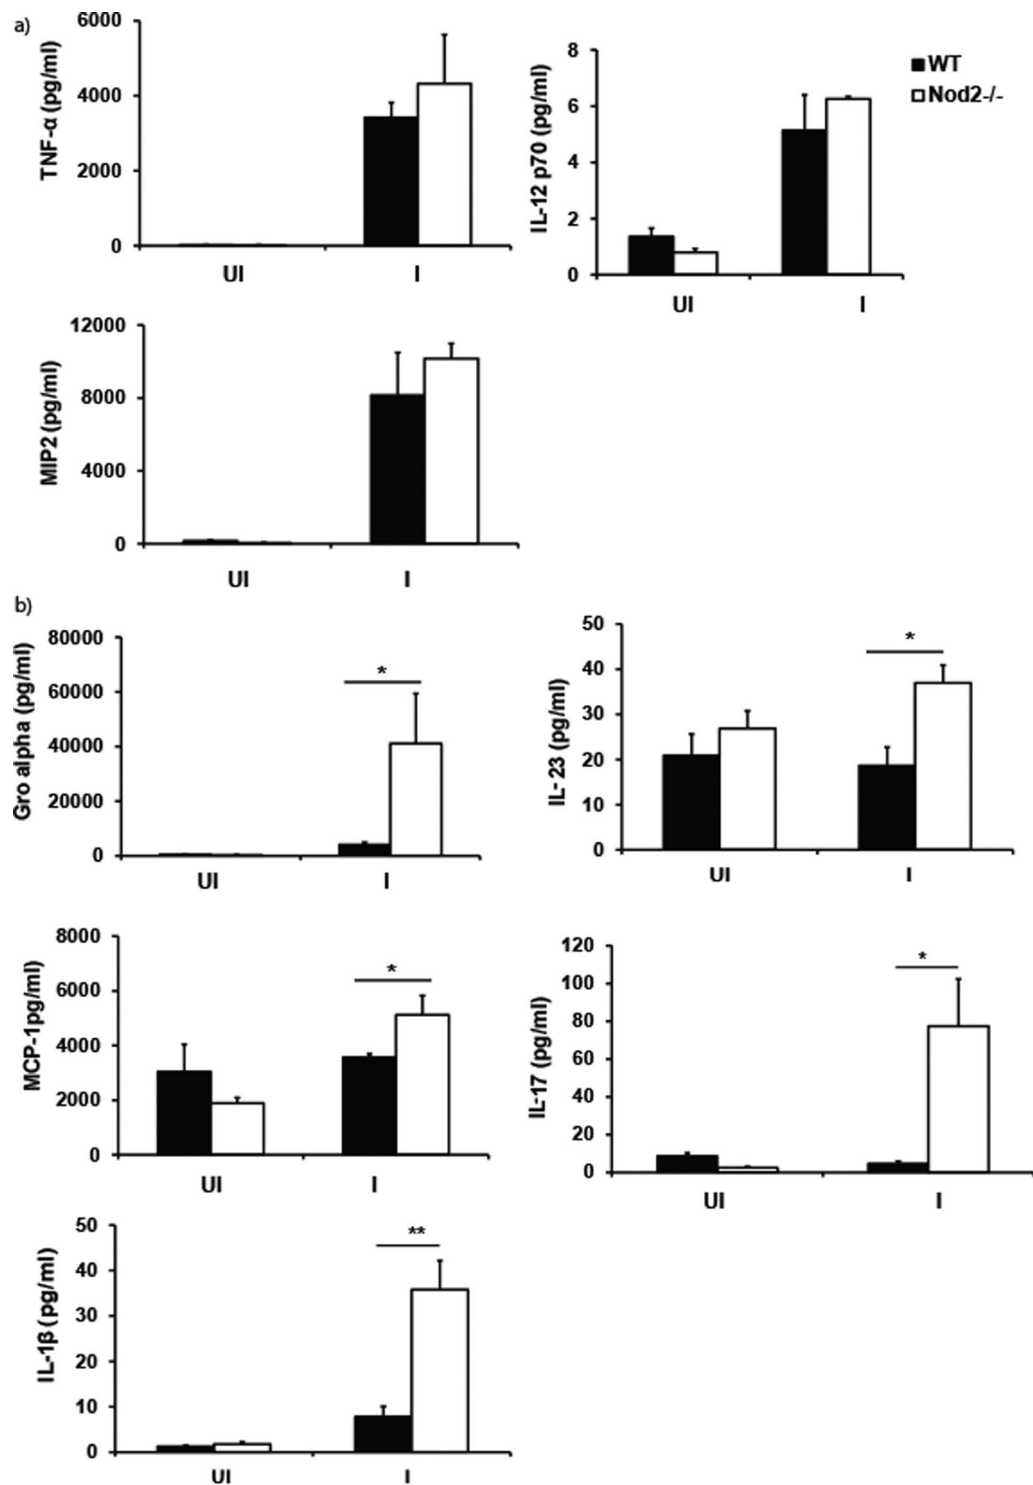 a)
TNF-α (pg/ml)
6000
4000
2000
0
UI
I
IL-12 p70 (pg/ml)
8
6
4
2
0
UI
I
WT
Nod2-/-
MIP2 (pg/ml)
12000
8000
4000
0
UI
I
b)
Gro alpha (pg/ml)
80000
60000
40000
20000
0
*
UI
I
IL-23 (pg/ml)
50
40
30
20
10
0
*
UI
I
MCP-1pg/ml)
8000
6000
4000
2000
0
*
UI
I
IL-17 (pg/ml)
120
100
80
60
40
20
0
*
UI
I
IL-1β (pg/ml)
50
40
30
20
10
0
**
UI
I